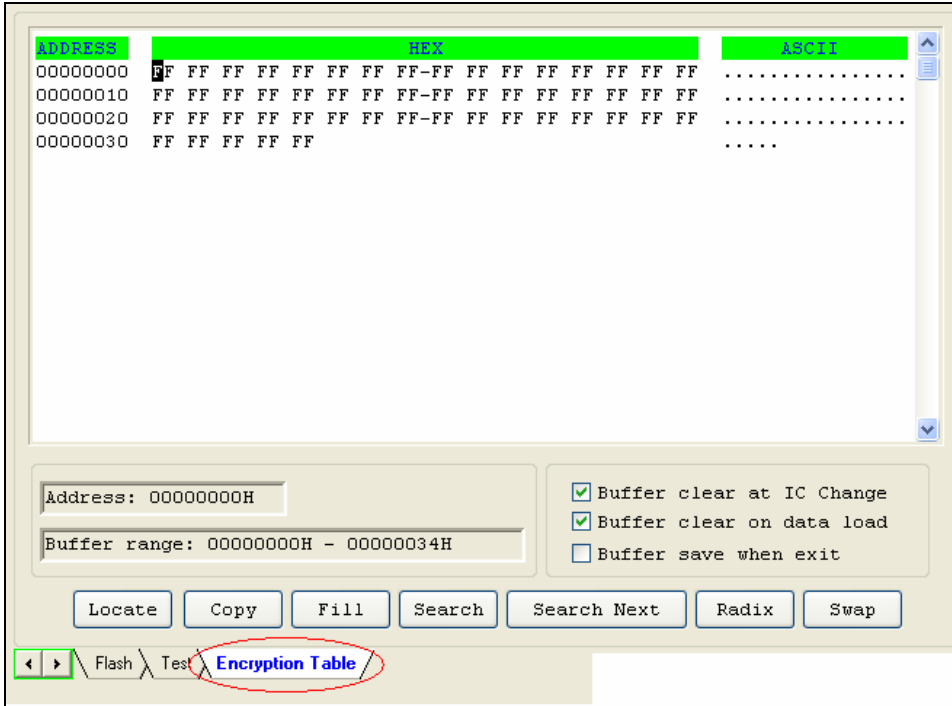 ADDRESS HEX ASCII
00000000 FF FF FF FF FF FF FF FF-FF FF FF FF FF FF FF FF ................
00000010 FF FF FF FF FF FF FF FF-FF FF FF FF FF FF FF FF ................
00000020 FF FF FF FF FF FF FF FF-FF FF FF FF FF FF FF FF ................
00000030 FF FF FF FF FF .....
Address: 00000000H
Buffer range: 00000000H - 00000034H
Buffer clear at IC Change
Buffer clear on data load
Buffer save when exit
Locate Copy Fill Search Search Next Radix Swap
Flash Test Encryption Table